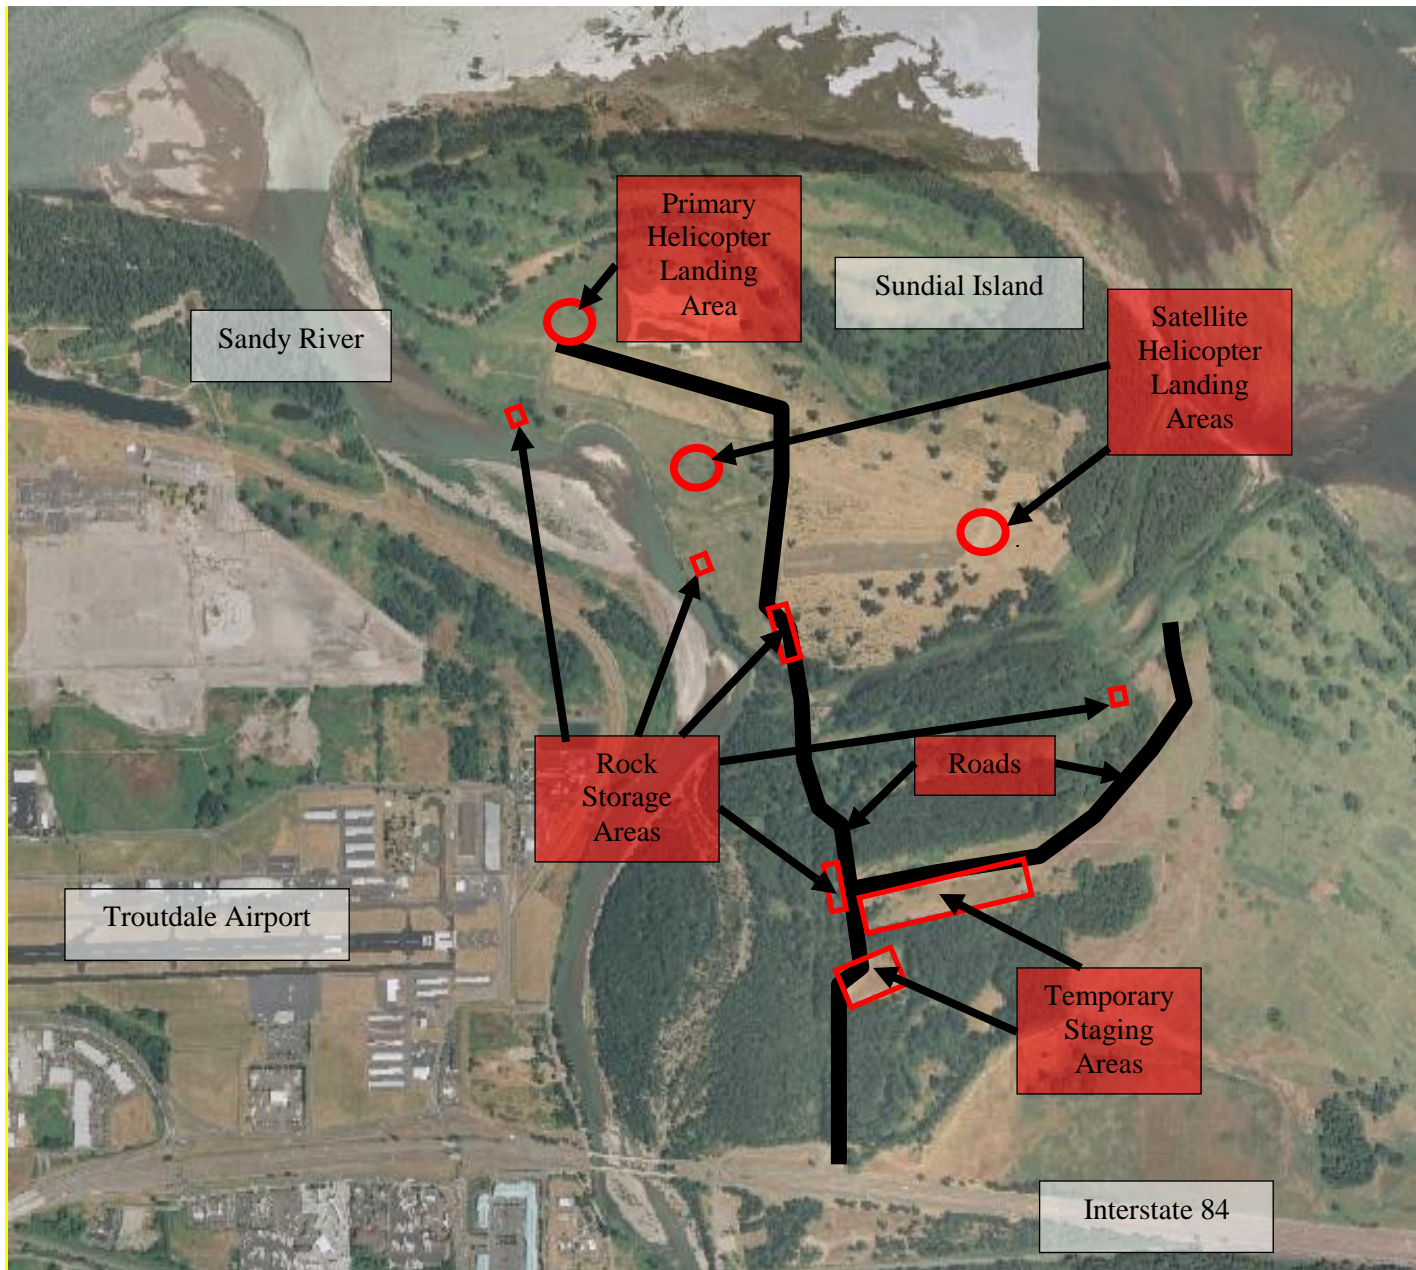 Primary
Helicopter
Landing
Area
Sundial Island
Satellite
Helicopter
Landing
Areas
Sandy River
Rock
Storage
Areas
Roads
Troutdale Airport
Temporary
Staging
Areas
Interstate 84